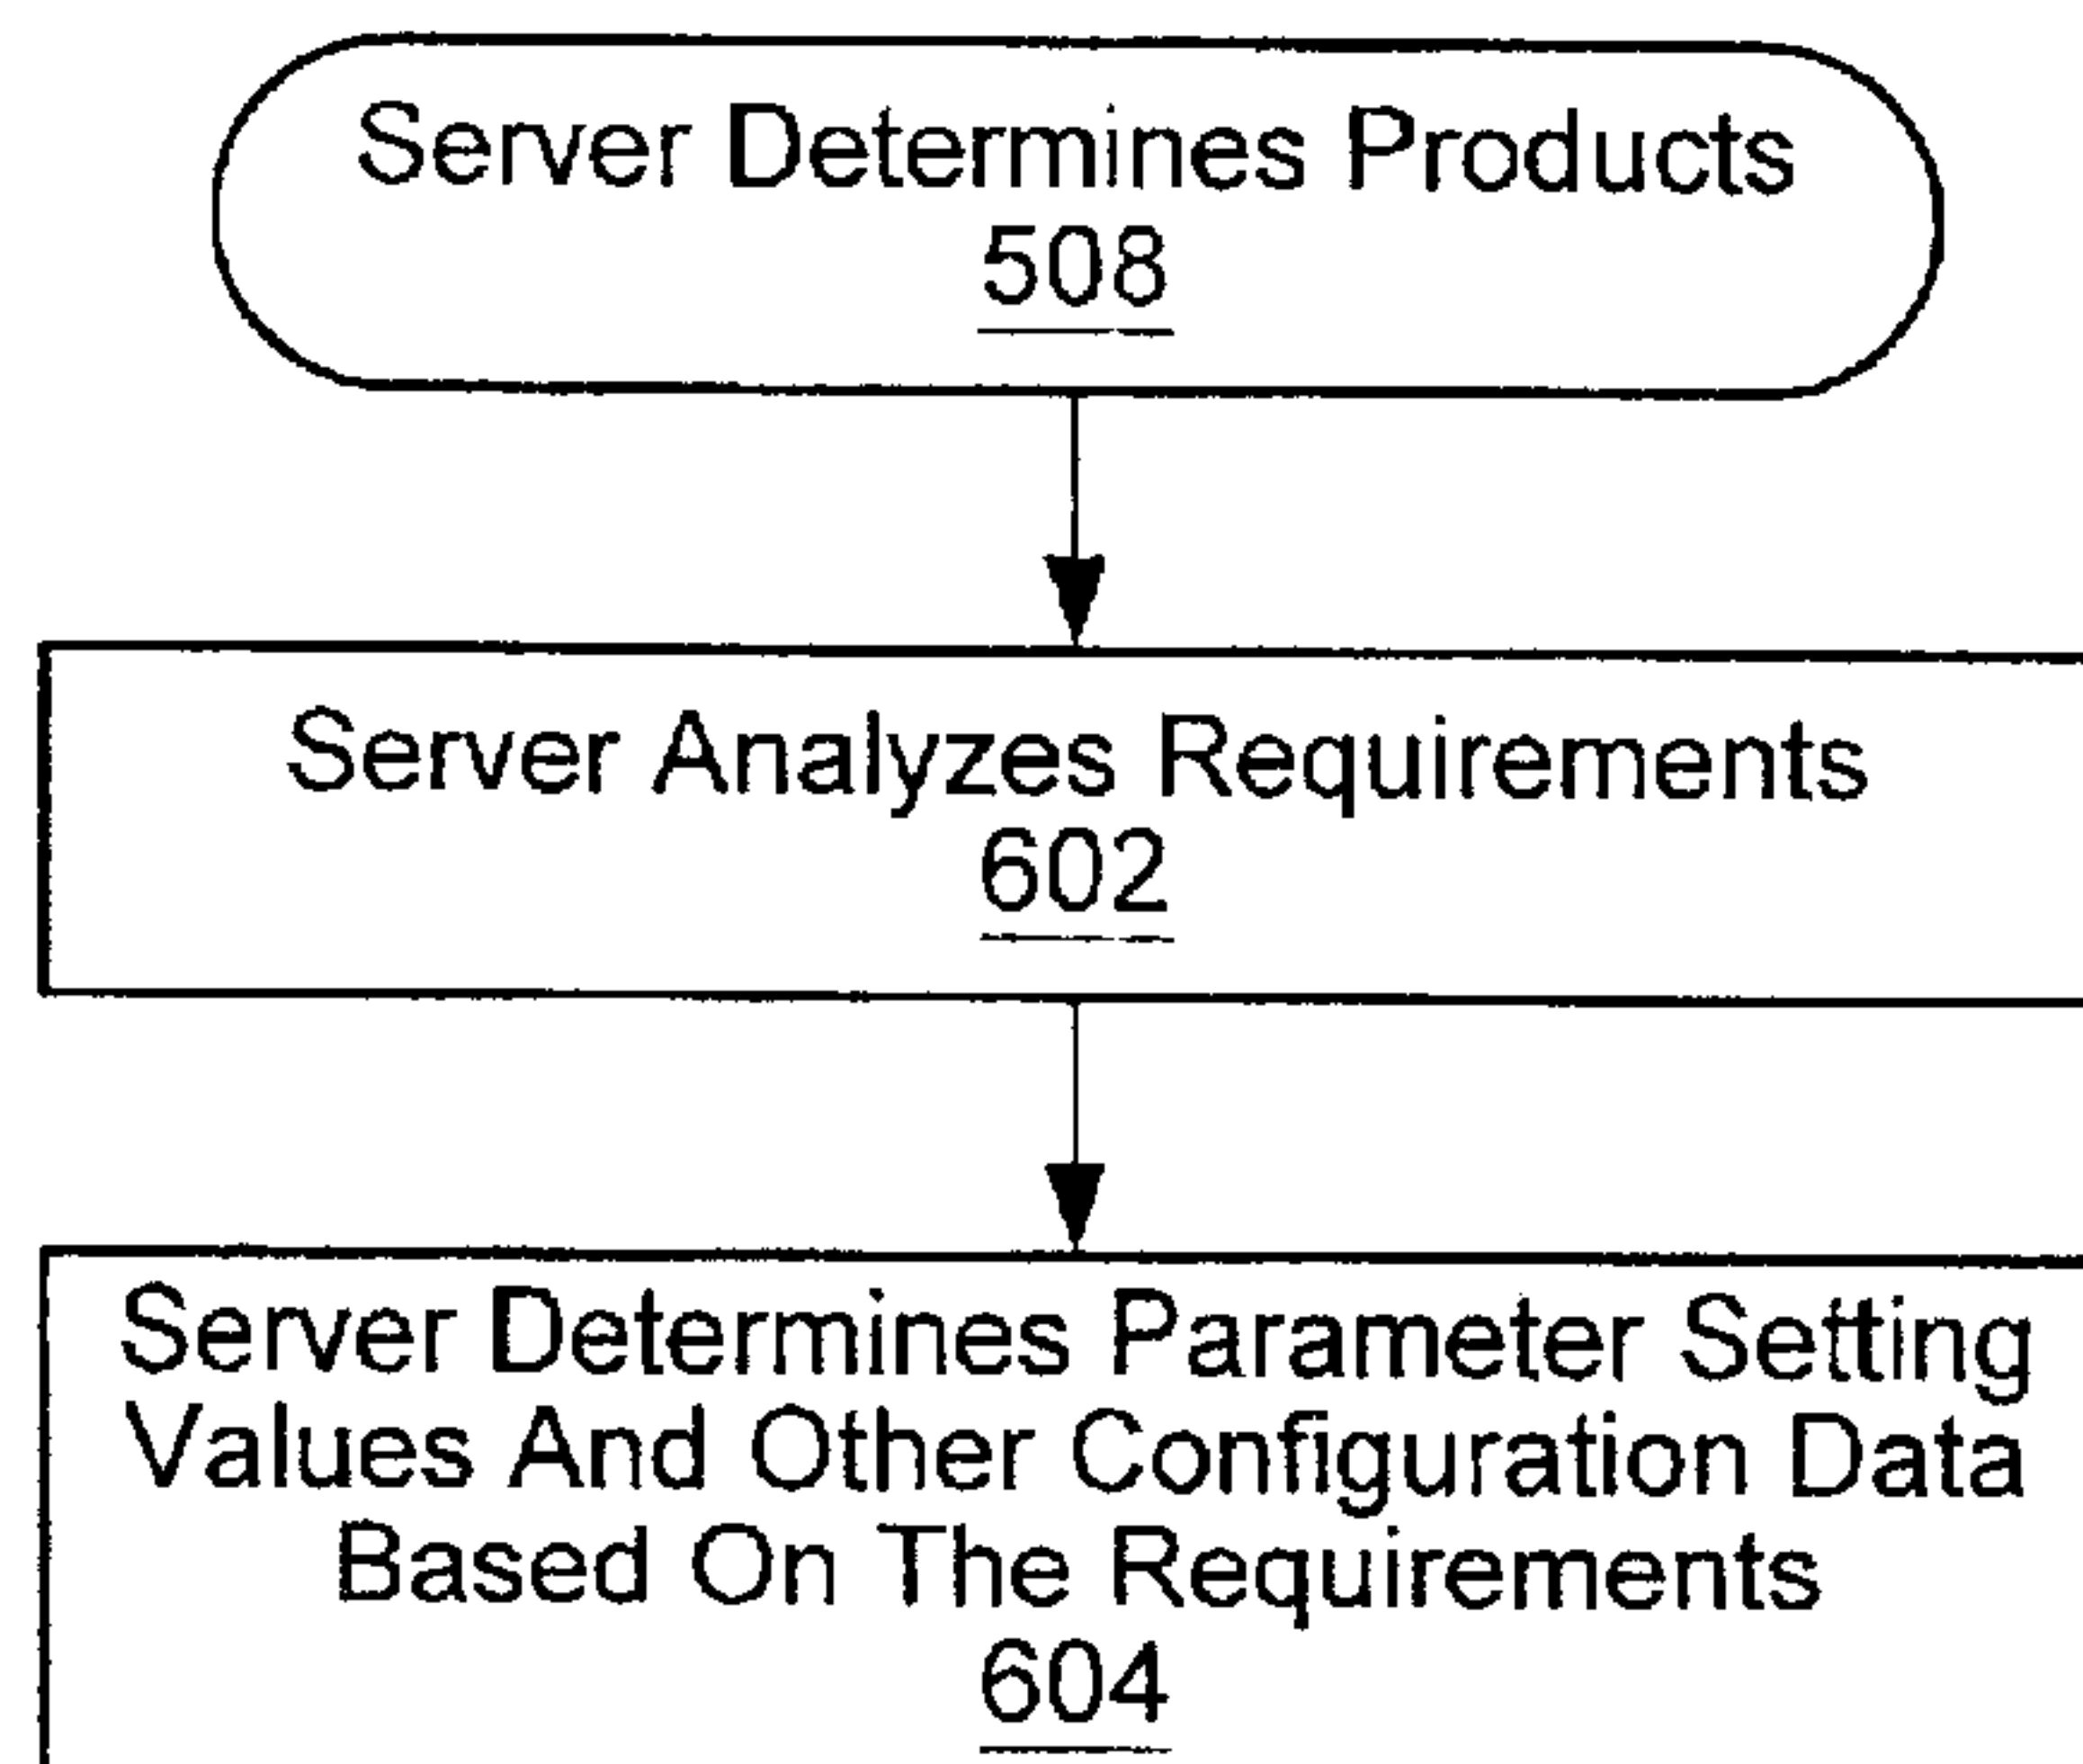 Server Determines Products
508
Server Analyzes Requirements
602
Server Determines Parameter Setting
Values And Other Configuration Data
Based On The Requirements
604